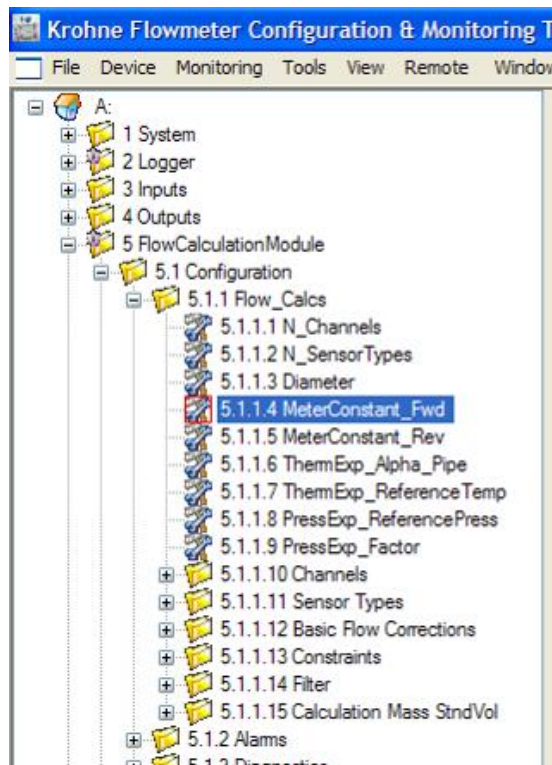 Krohne Flowmeter Configuration & Monitoring T
File Device Monitoring Tools View Remote Window
A:
1 System
2 Logger
3 Inputs
4 Outputs
5 FlowCalculationModule
5.1 Configuration
5.1.1 Flow_Calcs
5.1.1.1 N_Channels
5.1.1.2 N_SensorTypes
5.1.1.3 Diameter
5.1.1.4 MeterConstant_Fwd
5.1.1.5 MeterConstant_Rev
5.1.1.6 ThermExp_Alpha_Pipe
5.1.1.7 ThermExp_ReferenceTemp
5.1.1.8 PressExp_ReferencePress
5.1.1.9 PressExp_Factor
5.1.1.10 Channels
5.1.1.11 Sensor Types
5.1.1.12 Basic Flow Corrections
5.1.1.13 Constraints
5.1.1.14 Filter
5.1.1.15 Calculation Mass StndVol
5.1.2 Alarms
5.1.3 Diagnostics